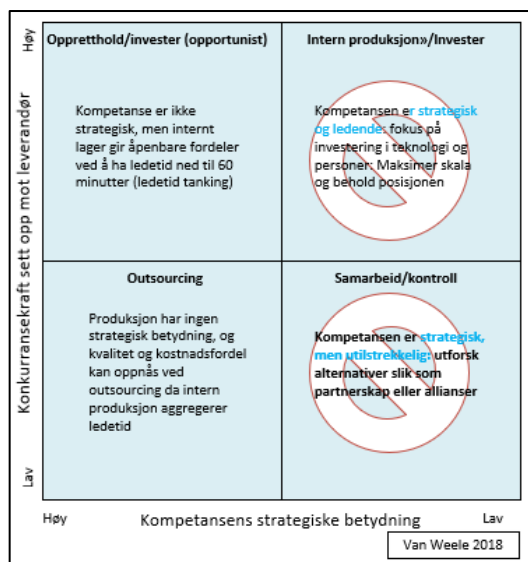 Høy
Konkurransekraft sett opp mot leverandør
Lav
Oppretthold/invester (opportunist)
Kompetanse er ikke
strategisk, men internt
lager gir åpenbare fordeler
ved å ha ledetid ned til 60
minutter (ledetid tanking)
Intern produksjon»/Invester
Kompetansen er strategisk
og ledende: fokus på
investering i teknologi og
personer: Maksimer skala
og behold posisjonen
Outsourcing
Produksjon har ingen
strategisk betydning, og
kvalitet og kostnadsfordel
kan oppnås ved
outsourcing da intern
produksjon aggregerer
ledetid
Samarbeid/kontroll
Kompetansen er strategisk,
men utilstrekkelig: utforsk
alternativer slik som
partnerskap eller allianser
Høy
Kompetansens strategiske betydning
Lav
Van Weele 2018